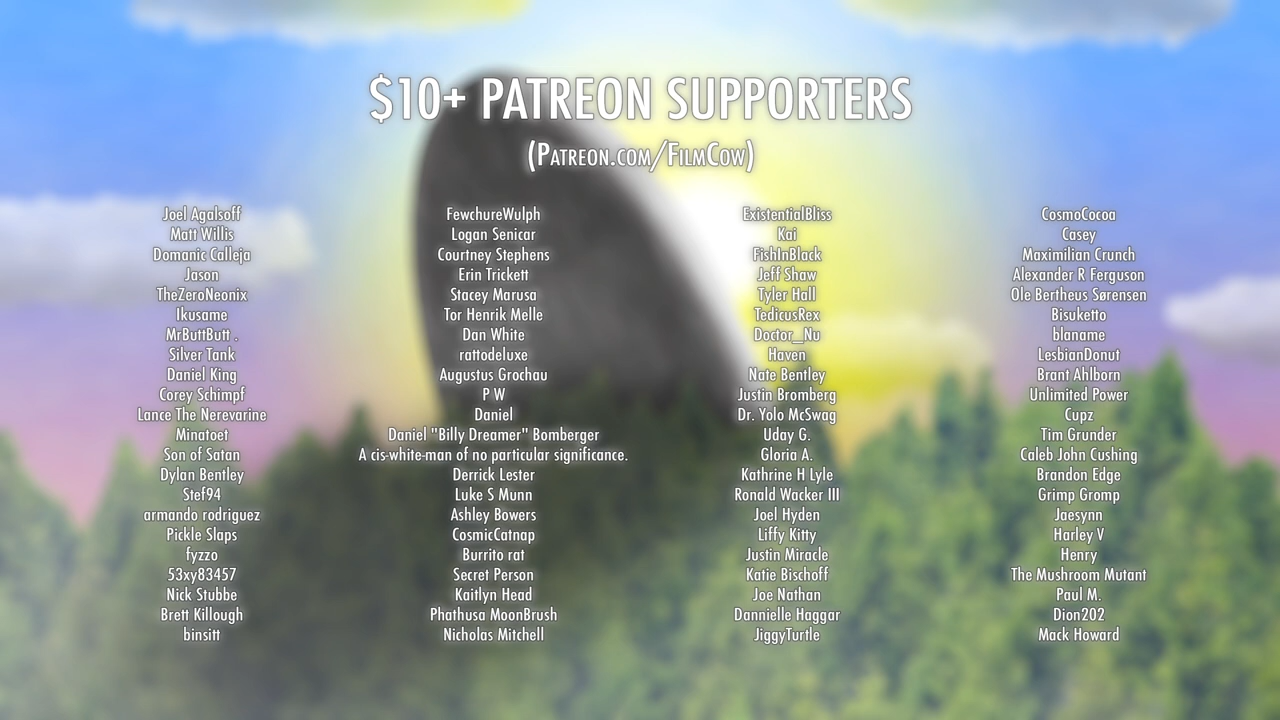 $10+ PATREON SUPPORTERS
(PATREON.COM/FILMCOW)
Joel Agalsoff
Matt Willis
Domanic Calleja
Jason
TheZeroNeonix
Ikusame
MrButtButt .
Silver Tank
Daniel King
Corey Schimpf
Lance The Nerevarine
Minatoet
Son of Satan
Dylan Bentley
Stef94
armando rodriguez
Pickle Slaps
fyzzo
53xy83457
Nick Stubbe
Brett Killough
binsitt
FewchureWulph
Logan Senicar
Courtney Stephens
Erin Trickett
Stacey Marusa
Tor Henrik Melle
Dan White
rattodeluxe
Augustus Grochau
P W
Daniel
Daniel "Billy Dreamer" Bomberger
A cis-white-man of no particular significance.
Derrick Lester
Luke S Munn
Ashley Bowers
CosmicCatnap
Burrito rat
Secret Person
Kaitlyn Head
Phathusa MoonBrush
Nicholas Mitchell
ExistentialBliss
Kai
FishInBlack
Jeff Shaw
Tyler Hall
TedicusRex
Doctor_Nu
Haven
Nate Bentley
Justin Bromberg
Dr. Yolo McSwag
Uday G.
Gloria A.
Kathrine H Lyle
Ronald Wacker III
Joel Hyden
Liffy Kitty
Justin Miracle
Katie Bischoff
Joe Nathan
Dannielle Haggar
JiggyTurtle
CosmoCocoa
Casey
Maximilian Crunch
Alexander R Ferguson
Ole Bertheus Sørensen
Bisuketto
blaname
LesbianDonut
Brant Ahlborn
Unlimited Power
Cupz
Tim Grunder
Caleb John Cushing
Brandon Edge
Grimp Gromp
Jaesynn
Harley V
Henry
The Mushroom Mutant
Paul M.
Dion202
Mack Howard